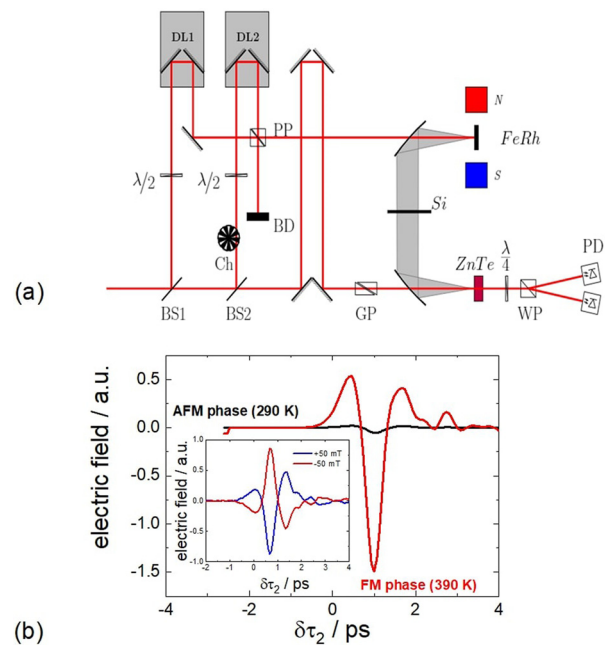 DL1 DL2
N
PP
FeRh
λ/2 λ/2
S
Si
BD
Ch
ZnTe λ/4 PD
(a)
BS1 BS2 GP WP
0.5
AFM phase (290 K)
0.0
1.0
+50 mT
-50 mT
0.5
-0.5
0.0
-0.5
-1.0
-1.0
-2 -1 0 1 2 3 4
electric field / a.u.
δτ2 / ps
-1.5
FM phase (390 K)
electric field / a.u.
-4 -2 0 2 4
(b)
δτ2 / ps